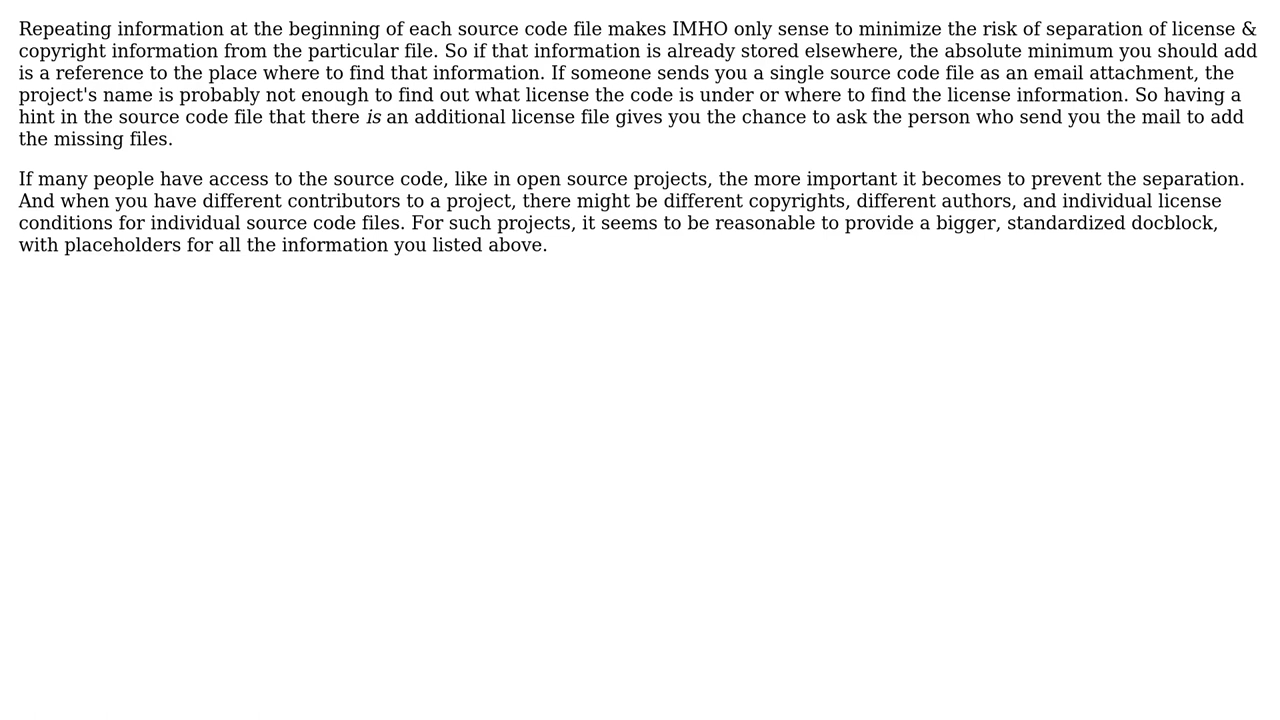 Repeating information at the beginning of each source code file makes IMHO only sense to minimize the risk of separation of license &
copyright information from the particular file. So if that information is already stored elsewhere, the absolute minimum you should add
is a reference to the place where to find that information. If someone sends you a single source code file as an email attachment, the
project's name is probably not enough to find out what license the code is under or where to find the license information. So having a
hint in the source code file that there is an additional license file gives you the chance to ask the person who send you the mail to add
the missing files.
If many people have access to the source code, like in open source projects, the more important it becomes to prevent the separation.
And when you have different contributors to a project, there might be different copyrights, different authors, and individual license
conditions for individual source code files. For such projects, it seems to be reasonable to provide a bigger, standardized docblock,
with placeholders for all the information you listed above.